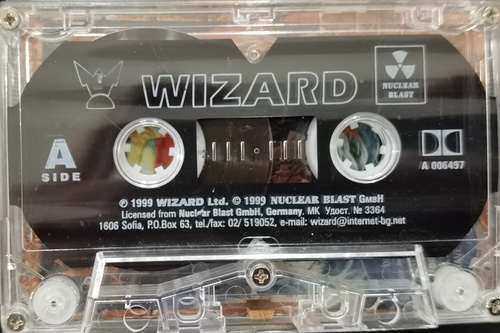 WIZARD
NUCLEAR
BLAST
A
SIDE
A 006497
℗ 1999 WIZARD Ltd. © 1999 NUCLEAR BLAST GMBH
Licensed from Nuclear Blast GmbH, Germany. МК Удост. № 3364
1606 Sofia, P.O.Box 63, tel./fax: 02/ 519052, e-mail: wizard@internet-bg.net